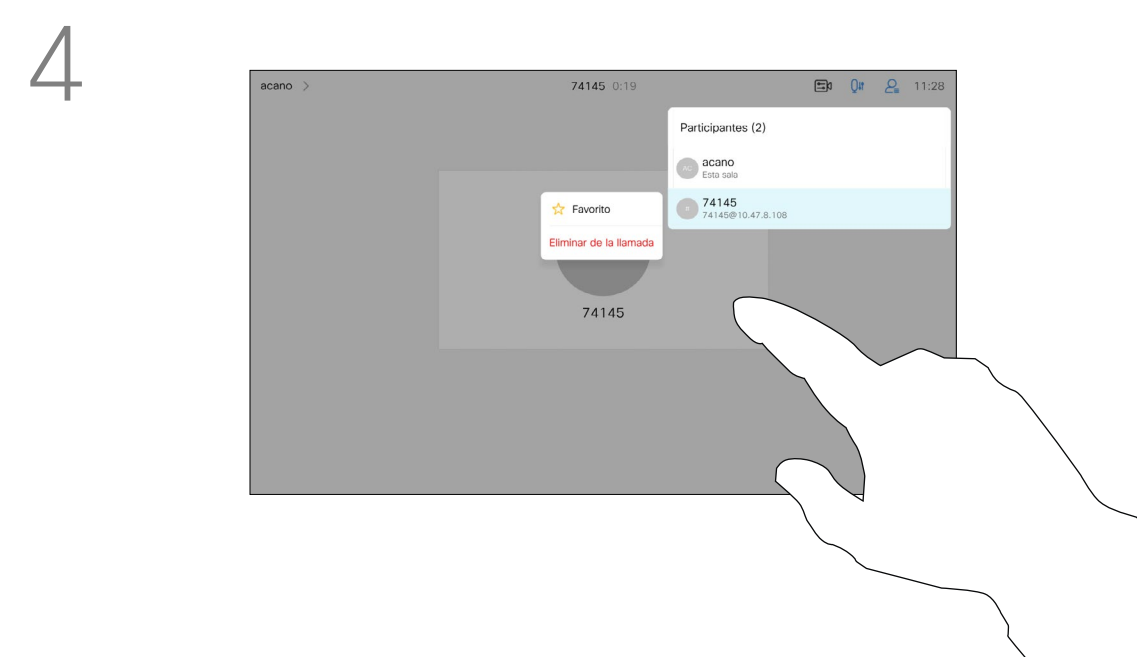 4
acano >
74145 0:19
11:28
Participantes (2)
AC
acano
Esta sala
74145
74145@10.47.8.108
Favorito
Eliminar de la llamada
74145